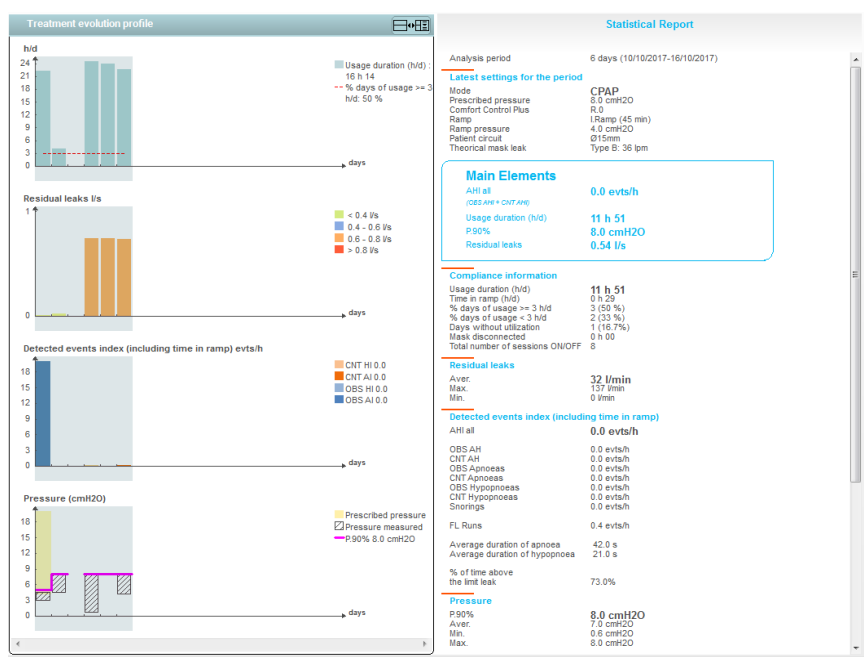 Treatment evolution profile
h/d
24
21
18
15
12
9
6
3
0
days
Usage duration (h/d) :
16 h 14
% days of usage >= 3
h/d: 50 %
Residual leaks l/s
1
0
days
< 0.4 l/s
0.4 - 0.6 l/s
0.6 - 0.8 l/s
> 0.8 l/s
Detected events index (including time in ramp) evts/h
18
15
12
9
6
3
0
days
CNT HI 0.0
CNT AI 0.0
OBS HI 0.0
OBS AI 0.0
Pressure (cmH2O)
18
15
12
9
6
3
0
days
Prescribed pressure
Pressure measured
P.90% 8.0 cmH2O
Statistical Report
Analysis period 6 days (10/10/2017-16/10/2017)
Latest settings for the period
Mode CPAP
Prescribed pressure 8.0 cmH2O
Comfort Control Plus R.0
Ramp I.Ramp (45 min)
Ramp pressure 4.0 cmH2O
Patient circuit Ø15mm
Theorical mask leak Type B: 36 lpm
Main Elements
AHI all 0.0 evts/h
(OBS AHI + CNT AHI)
Usage duration (h/d) 11 h 51
P.90% 8.0 cmH2O
Residual leaks 0.54 l/s
Compliance information
Usage duration (h/d) 11 h 51
Time in ramp (h/d) 0 h 29
% days of usage >= 3 h/d 3 (50 %)
% days of usage < 3 h/d 2 (33 %)
Days without utilization 1 (16.7%)
Mask disconnected 0 h 00
Total number of sessions ON/OFF 8
Residual leaks
Aver. 32 l/min
Max. 137 l/min
Min. 0 l/min
Detected events index (including time in ramp)
AHI all 0.0 evts/h
OBS AH 0.0 evts/h
CNT AH 0.0 evts/h
OBS Apnoeas 0.0 evts/h
CNT Apnoeas 0.0 evts/h
OBS Hypopnoeas 0.0 evts/h
CNT Hypopnoeas 0.0 evts/h
Snorings 0.0 evts/h
FL Runs 0.4 evts/h
Average duration of apnoea 42.0 s
Average duration of hypopnoea 21.0 s
% of time above
the limit leak 73.0%
Pressure
P.90% 8.0 cmH2O
Aver. 7.0 cmH2O
Min. 0.6 cmH2O
Max. 8.0 cmH2O